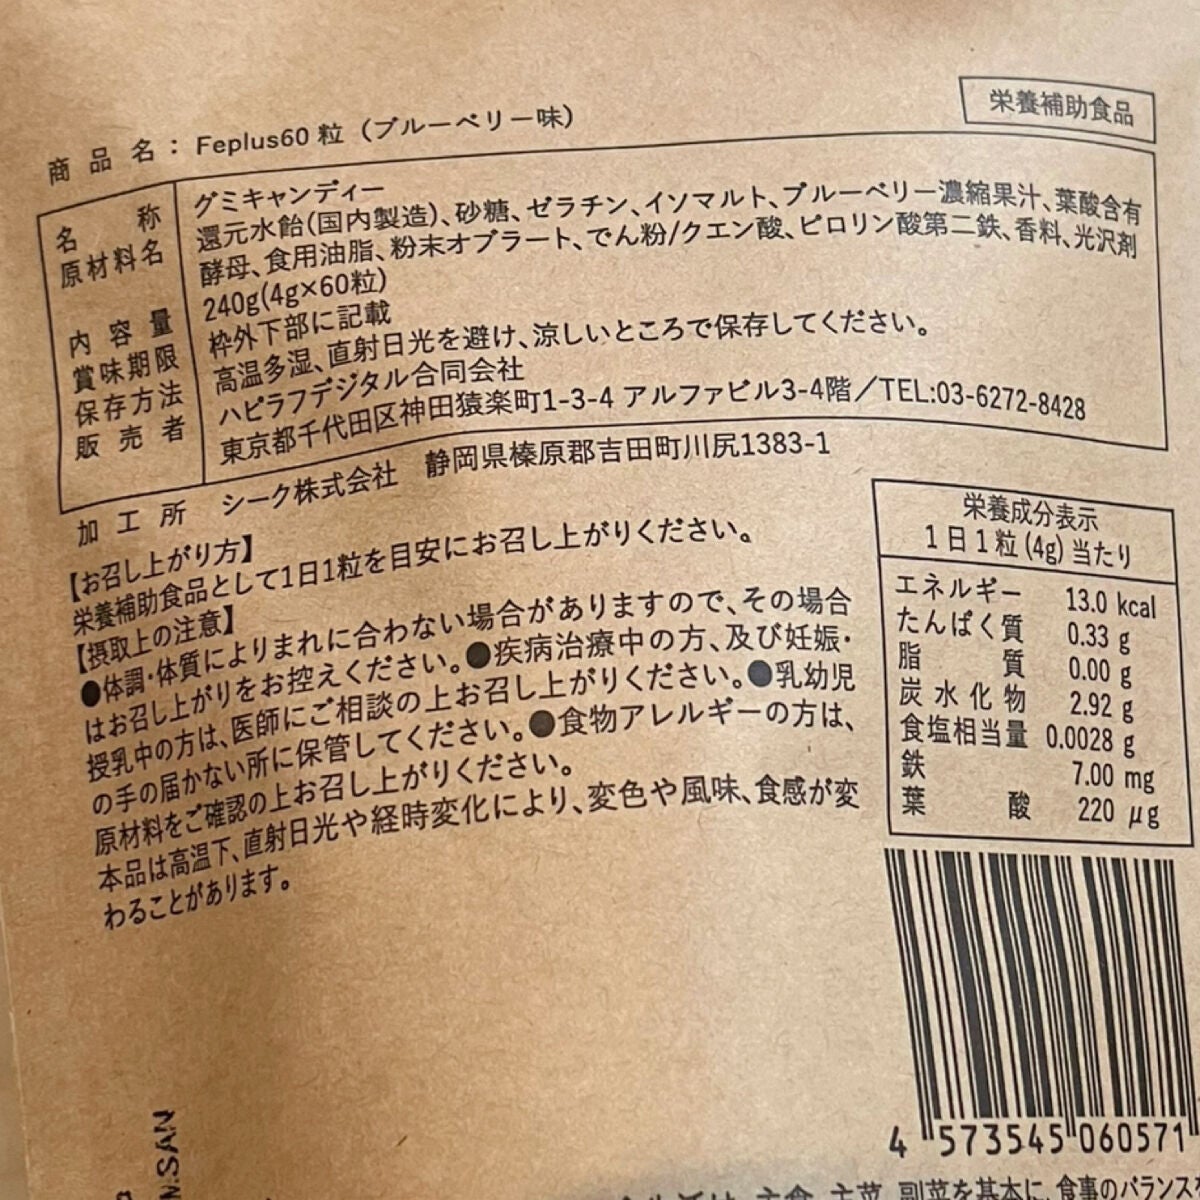 栄養補助食品
商品名：Feplus60粒（ブルーベリー味）
名称 グミキャンディー
原材料名 還元水飴(国内製造)、砂糖、ゼラチン、イソマルト、ブルーベリー濃縮果汁、葉酸含有
酵母、食用油脂、粉末オブラート、でん粉/クエン酸、ピロリン酸第二鉄、香料、光沢剤
内容量 240g(4g×60粒)
賞味期限 枠外下部に記載
保存方法 高温多湿、直射日光を避け、涼しいところで保存してください。
販売者 ハピラフデジタル合同会社
東京都千代田区神田猿楽町1-3-4 アルファビル3-4階／TEL:03-6272-8428
加工所 シーク株式会社 静岡県榛原郡吉田町川尻1383-1
【お召し上がり方】
栄養補助食品として1日1粒を目安にお召し上がりください。
【摂取上の注意】
●体調・体質によりまれに合わない場合がありますので、その場合
はお召し上がりをお控えください。●疾病治療中の方、及び妊娠・
授乳中の方は、医師にご相談の上お召し上がりください。●乳幼児
の手の届かない所に保管してください。●食物アレルギーの方は、
原材料をご確認の上お召し上がりください。
本品は高温下、直射日光や経時変化により、変色や風味、食感が変
わることがあります。
栄養成分表示
1日1粒(4g)当たり
エネルギー 13.0 kcal
たんぱく質 0.33 g
脂質 0.00 g
炭水化物 2.92 g
食塩相当量 0.0028 g
鉄 7.00 mg
葉酸 220 μg
4 573545 060571
N.SAN
主食、主菜、副菜を基本に、食事のバランス